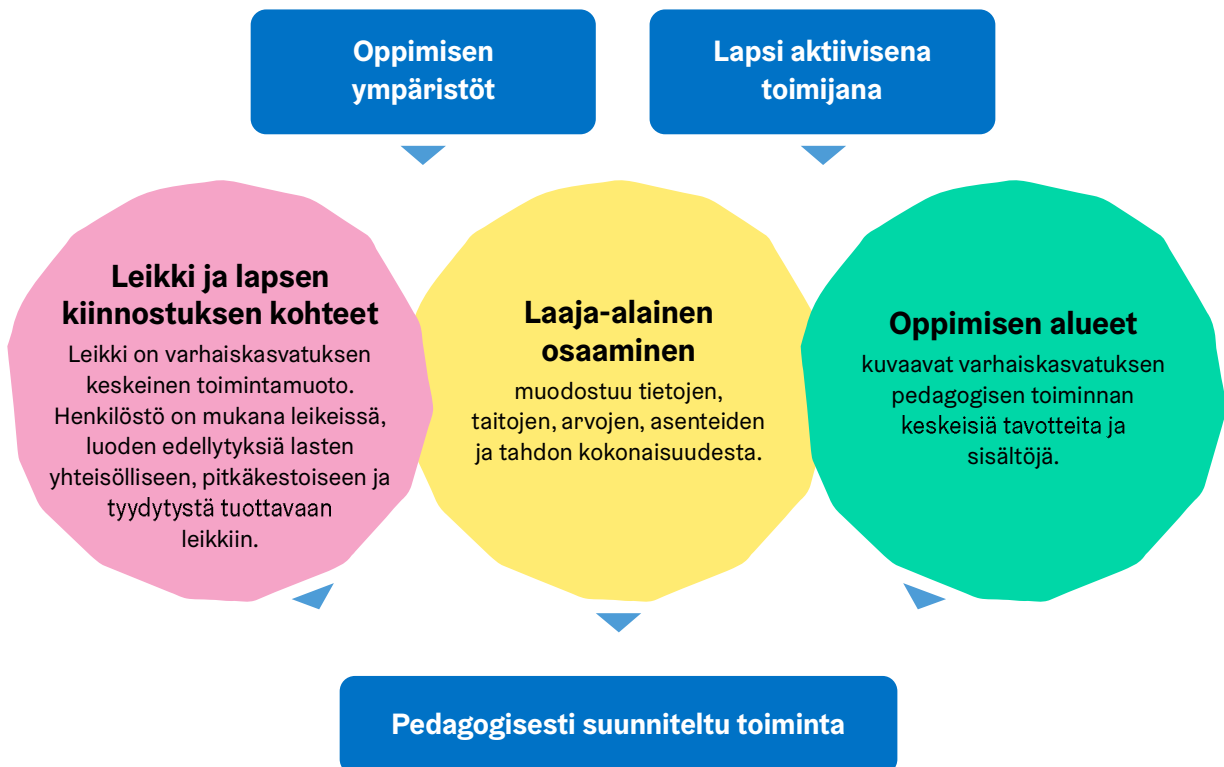 Oppimisen
ympäristöt
Lapsi aktiivisena
toimijana
Leikki ja lapsen
kiinnostuksen kohteet
Leikki on varhaiskasvatuksen
keskeinen toimintamuoto.
Henkilöstö on mukana leikeissä,
luoden edellytyksiä lasten
yhteisölliseen, pitkäkestoiseen ja
tyydytystä tuottavaan
leikkiin.
Laaja-alainen
osaaminen
muodostuu tietojen,
taitojen, arvojen, asenteiden
ja tahdon kokonaisuudesta.
Oppimisen alueet
kuvaavat varhaiskasvatuksen
pedagogisen toiminnan
keskeisiä tavotteita ja
sisältöjä.
Pedagogisesti suunniteltu toiminta